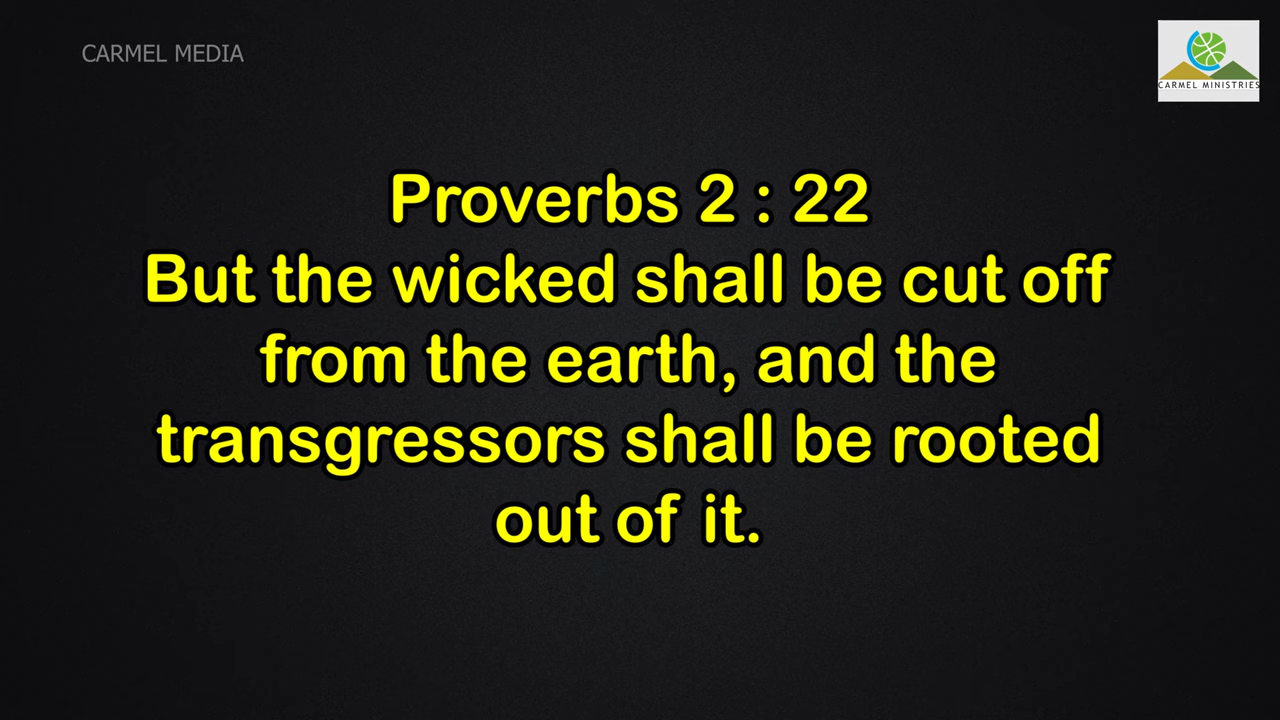 CARMEL MEDIA
CARMEL MINISTRIES
Proverbs 2 : 22
But the wicked shall be cut off
from the earth, and the
transgressors shall be rooted
out of it.